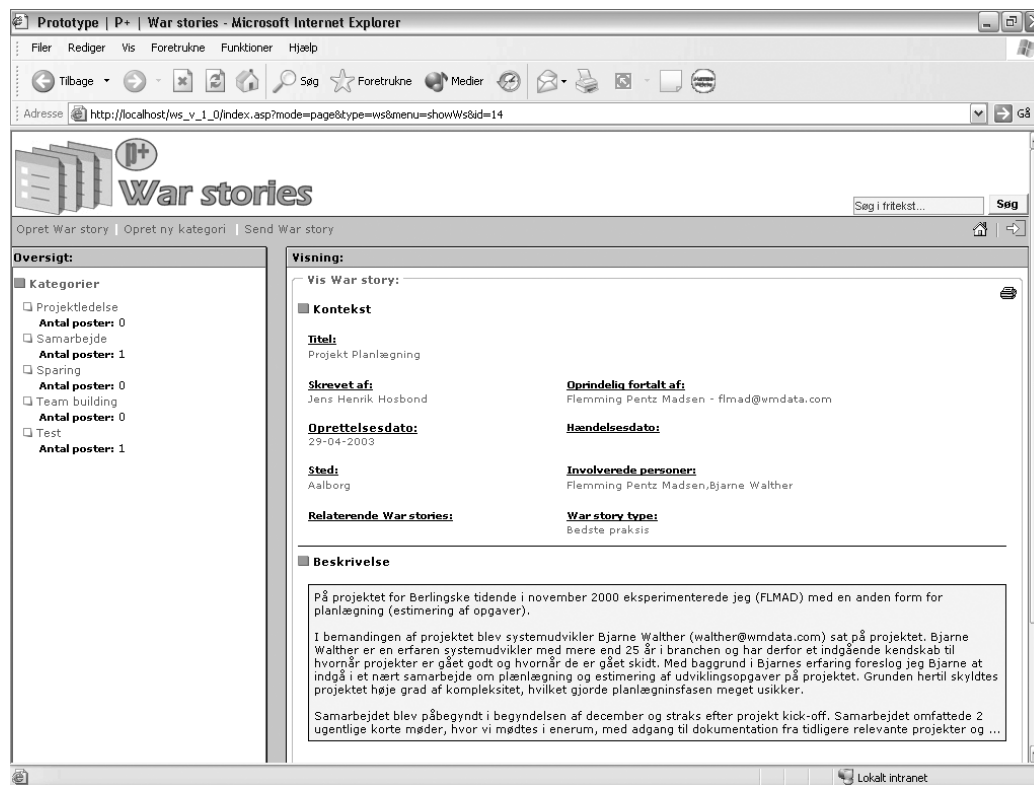 Prototype | P+ | War stories - Microsoft Internet Explorer
Filer Rediger Vis Foretrukne Funktioner Hjælp
Tilbage Søg Foretrukne Medier
Adresse http://localhost/ws_v_1_0/index.asp?mode=page&type=ws&menu=showWs&id=14 Gå
p+
War stories
Søg i fritekst... Søg
Opret War story | Opret ny kategori | Send War story
Oversigt:
Kategorier
Projektledelse
Antal poster: 0
Samarbejde
Antal poster: 1
Sparing
Antal poster: 0
Team building
Antal poster: 0
Test
Antal poster: 1
Visning:
Vis War story:
Kontekst
Titel:
Projekt Planlægning
Skrevet af: Oprindelig fortalt af:
Jens Henrik Hosbond Flemming Pentz Madsen - flmad@wmdata.com
Oprettelsesdato: Hændelsesdato:
29-04-2003
Sted: Involverede personer:
Aalborg Flemming Pentz Madsen,Bjarne Walther
Relaterende War stories: War story type:
Bedste praksis
Beskrivelse
På projektet for Berlingske tidende i november 2000 eksperimenterede jeg (FLMAD) med en anden form for
planlægning (estimering af opgaver).
I bemandingen af projektet blev systemudvikler Bjarne Walther (walther@wmdata.com) sat på projektet. Bjarne
Walther er en erfaren systemudvikler med mere end 25 år i branchen og har derfor et indgående kendskab til
hvornår projekter er gået godt og hvornår de er gået skidt. Med baggrund i Bjarnes erfaring foreslog jeg Bjarne at
indgå i et nært samarbejde om plænlægning og estimering af udviklingsopgaver på projektet. Grunden hertil skyldtes
projektet høje grad af kompleksitet, hvilket gjorde planlægninsfasen meget usikker.
Samarbejdet blev påbegyndt i begyndelsen af december og straks efter projekt kick-off. Samarbejdet omfattede 2
ugentlige korte møder, hvor vi mødtes i enerum, med adgang til dokumentation fra tidligere relevante projekter og ...
Lokalt intranet